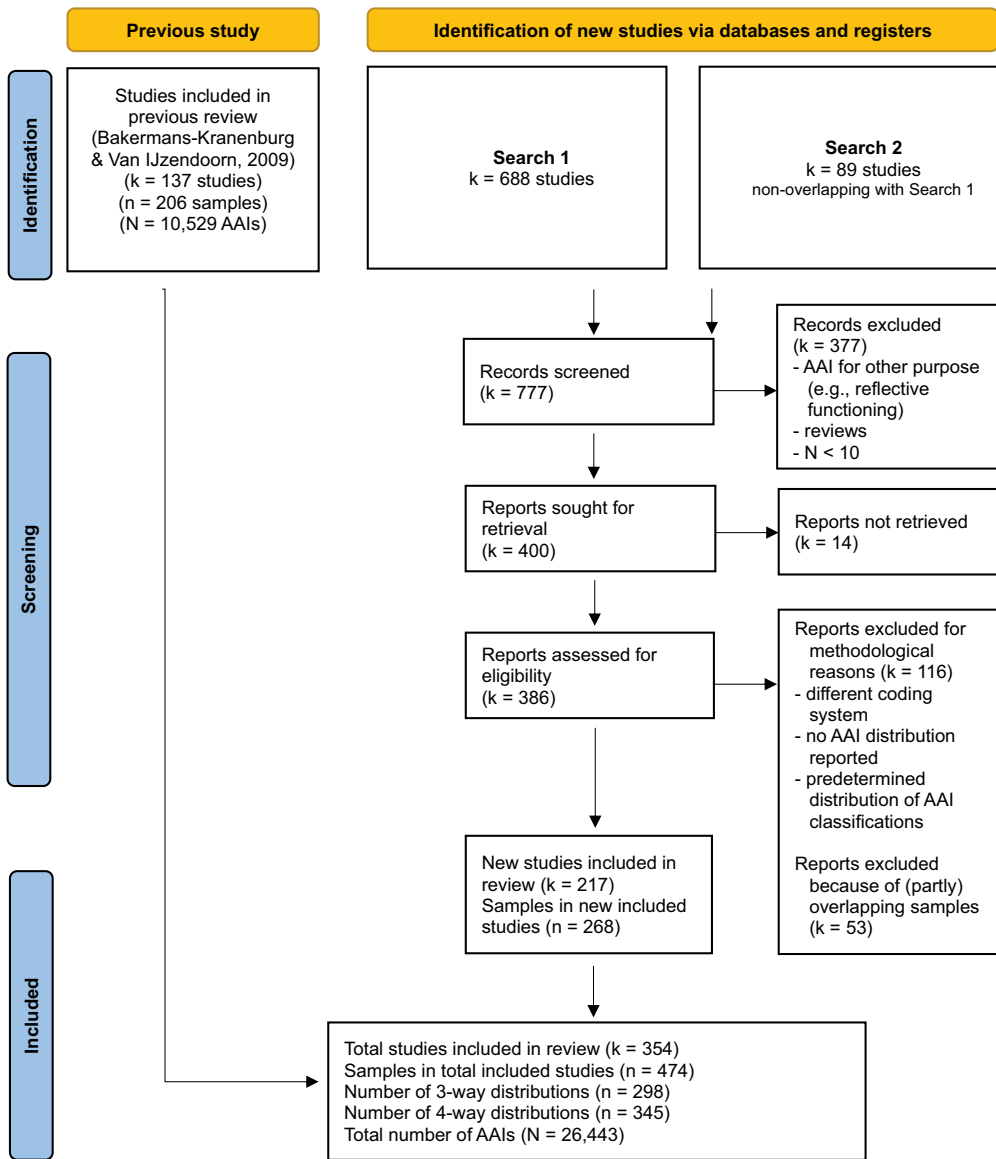 Previous study
Identification of new studies via databases and registers
Identification
Studies included in
previous review
(Bakermans-Kranenburg
& Van IJzendoorn, 2009)
(k = 137 studies)
(n = 206 samples)
(N = 10,529 AAIs)
Search 1
k = 688 studies
Search 2
k = 89 studies
non-overlapping with Search 1
Screening
Records screened
(k = 777)
Records excluded
(k = 377)
- AAI for other purpose
(e.g., reflective
functioning)
- reviews
- N < 10
Reports sought for
retrieval
(k = 400)
Reports not retrieved
(k = 14)
Reports assessed for
eligibility
(k = 386)
Reports excluded for
methodological
reasons (k = 116)
- different coding
system
- no AAI distribution
reported
- predetermined
distribution of AAI
classifications
Reports excluded
because of (partly)
overlapping samples
(k = 53)
Included
New studies included in
review (k = 217)
Samples in new included
studies (n = 268)
Total studies included in review (k = 354)
Samples in total included studies (n = 474)
Number of 3-way distributions (n = 298)
Number of 4-way distributions (n = 345)
Total number of AAIs (N = 26,443)